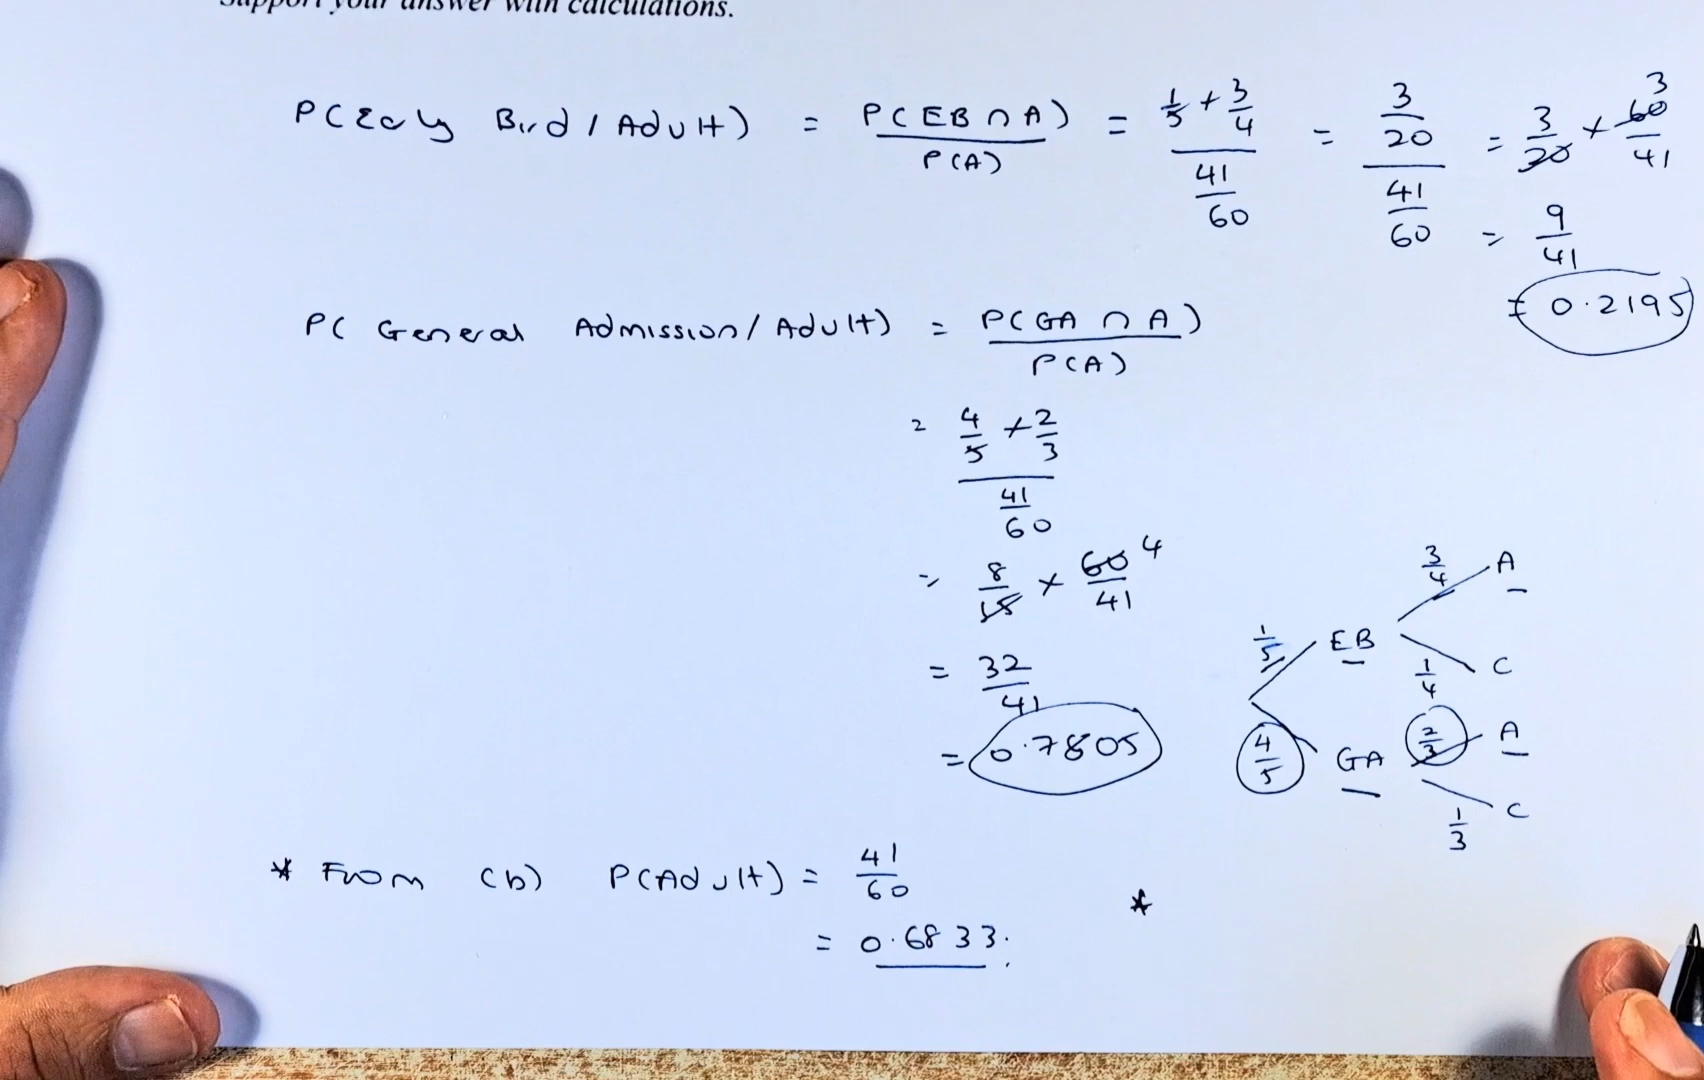 Support your answer with calculations.
P(Early Bird / Adult) = P(EB ∩ A) / P(A) = (1/5 × 3/4) / (41/60) = (3/20) / (41/60) = 3/20 × 60/41 3
= 9/41
= 0.2195
P( General Admission / Adult) = P(GA ∩ A) / P(A)
= (4/5 × 2/3) / (41/60)
= 8/15 × 60/41 4
= 32/41
= 0.7805
3/4 A
1/5 EB
1/4 C
4/5 GA 2/3 A
1/3 C
* From (b) P(Adult) = 41/60 *
= 0.6833.